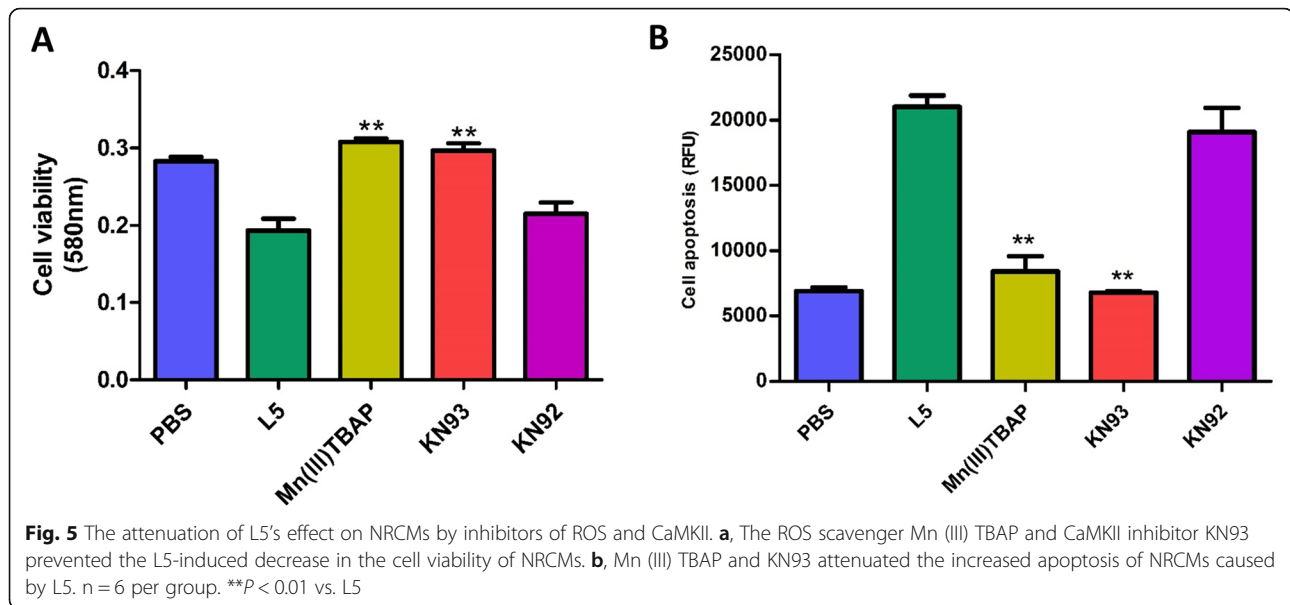 A
Cell viability
(580nm)
0.4
0.3
0.2
0.1
0.0
**
**
PBS
L5
Mn(III)TBAP
KN93
KN92
B
Cell apoptosis (RFU)
25000
20000
15000
10000
5000
0
**
**
PBS
L5
Mn(III)TBAP
KN93
KN92
Fig. 5 The attenuation of L5's effect on NRCMs by inhibitors of ROS and CaMKII. a, The ROS scavenger Mn (III) TBAP and CaMKII inhibitor KN93
prevented the L5-induced decrease in the cell viability of NRCMs. b, Mn (III) TBAP and KN93 attenuated the increased apoptosis of NRCMs caused
by L5. n = 6 per group. **P < 0.01 vs. L5